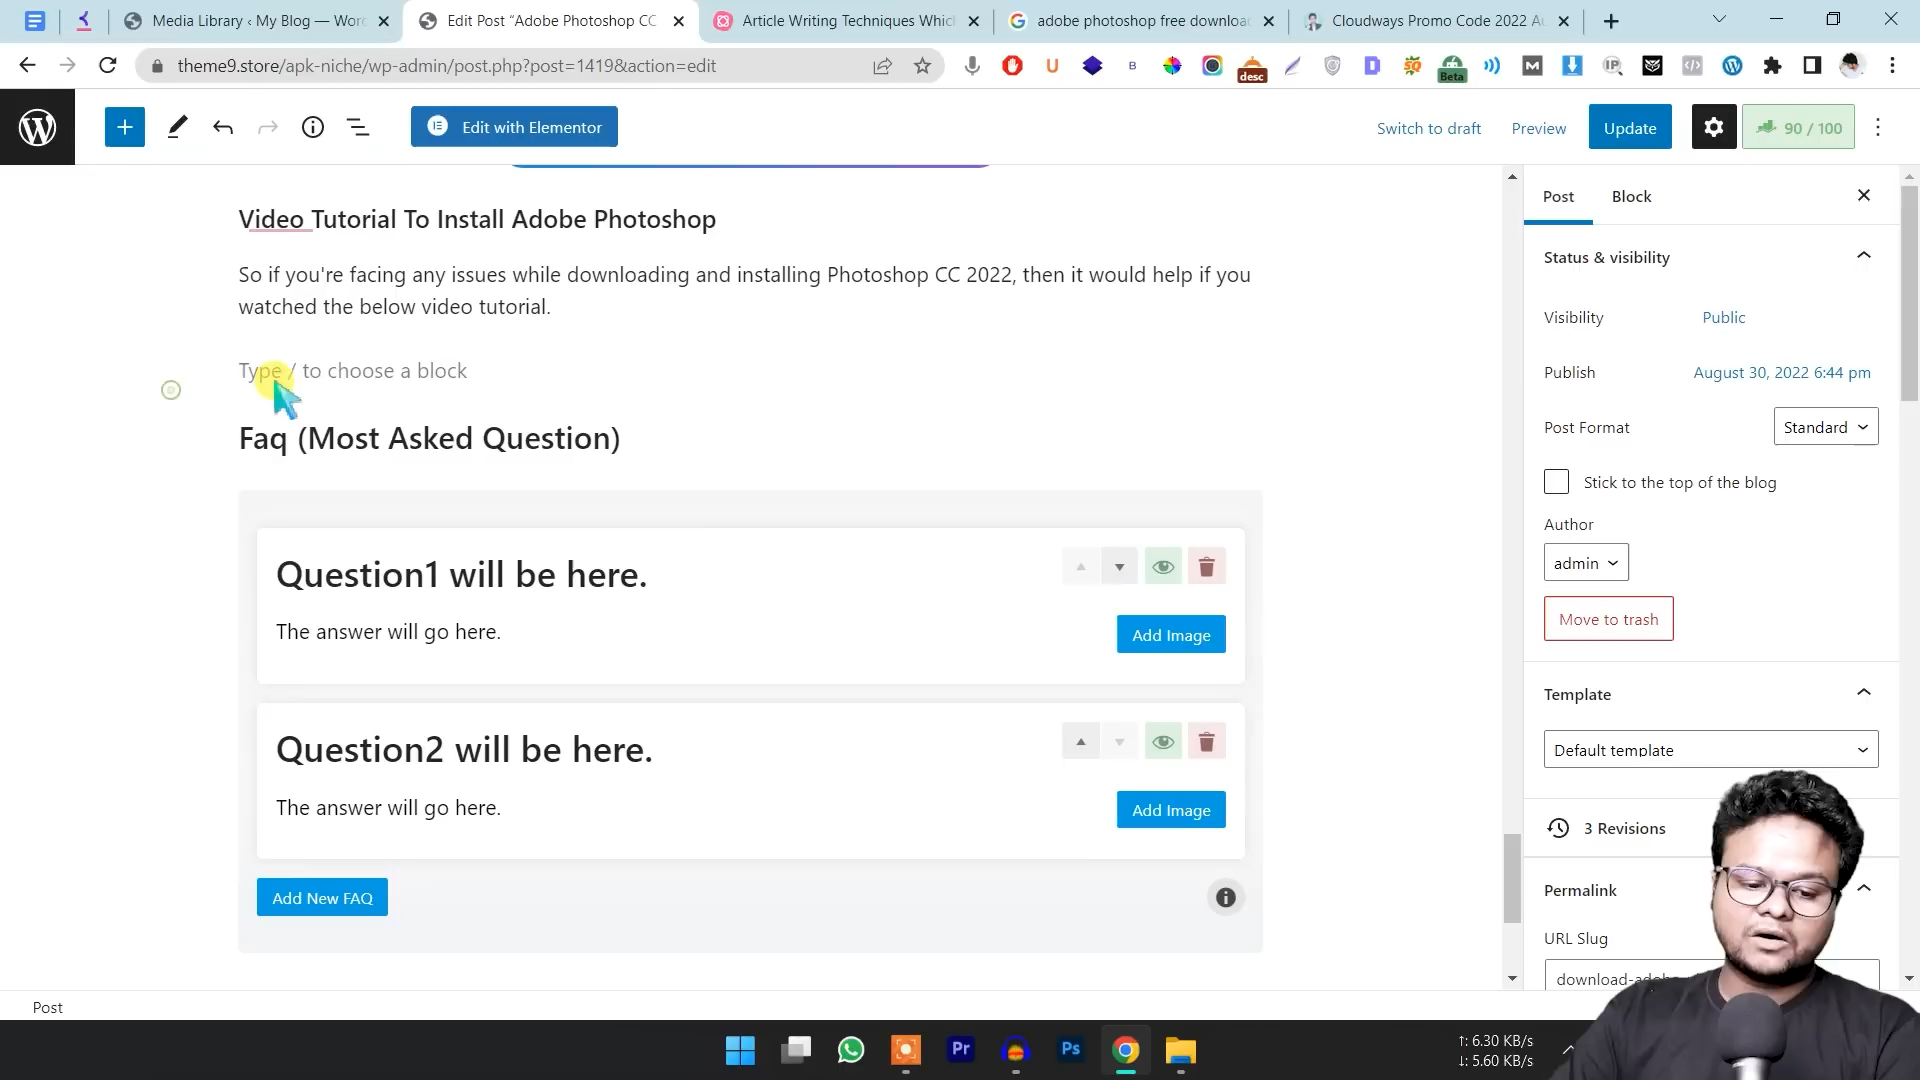 Media Library ‹ My Blog — Wor
Edit Post “Adobe Photoshop CC
Article Writing Techniques Whic
adobe photoshop free downloa
Cloudways Promo Code 2022 A
theme9.store/apk-niche/wp-admin/post.php?post=1419&action=edit
desc
Beta
Edit with Elementor
Switch to draft
Preview
Update
90 / 100
Video Tutorial To Install Adobe Photoshop
So if you're facing any issues while downloading and installing Photoshop CC 2022, then it would help if you
watched the below video tutorial.
Type / to choose a block
Faq (Most Asked Question)
Question1 will be here.
The answer will go here.
Add Image
Question2 will be here.
The answer will go here.
Add Image
Add New FAQ
Post
Block
Status & visibility
Visibility
Public
Publish
August 30, 2022 6:44 pm
Post Format
Standard
Stick to the top of the blog
Author
admin
Move to trash
Template
Default template
3 Revisions
Permalink
URL Slug
Post
Pr
Ps
↑: 6.30 KB/s
↓: 5.60 KB/s